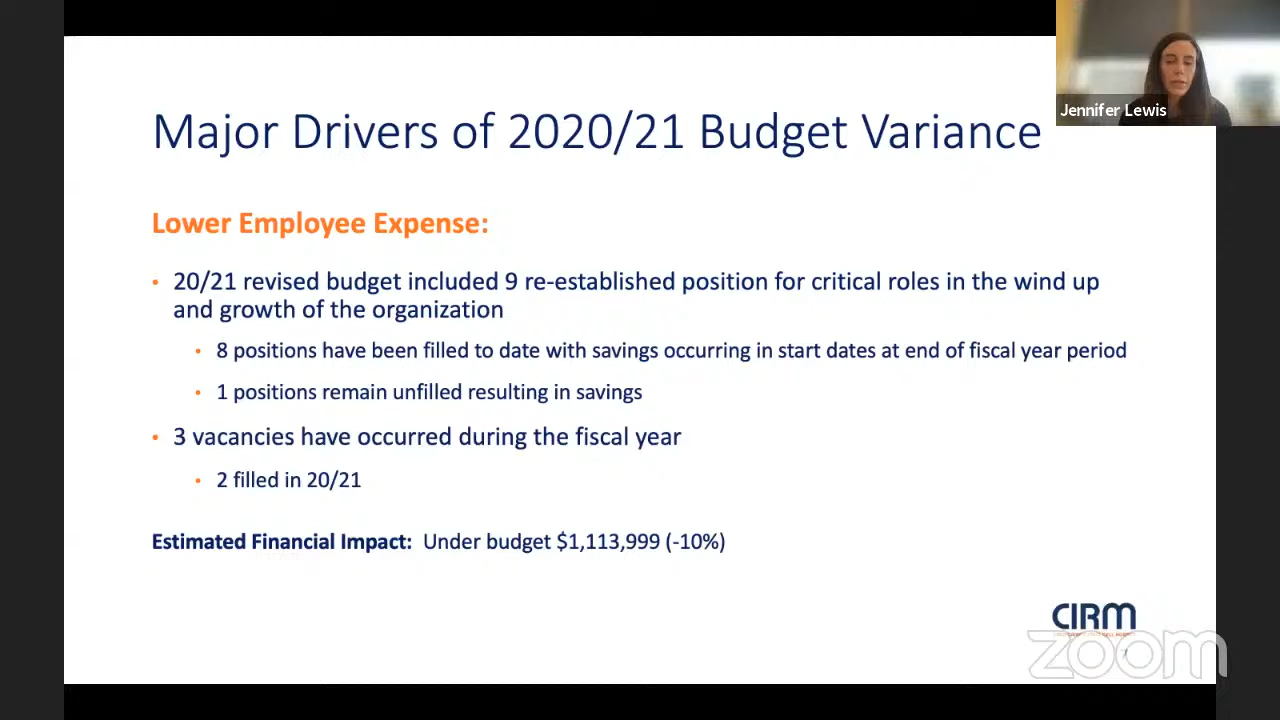 Jennifer Lewis
Major Drivers of 2020/21 Budget Variance
Lower Employee Expense:
• 20/21 revised budget included 9 re-established position for critical roles in the wind up
and growth of the organization
• 8 positions have been filled to date with savings occurring in start dates at end of fiscal year period
• 1 positions remain unfilled resulting in savings
• 3 vacancies have occurred during the fiscal year
• 2 filled in 20/21
Estimated Financial Impact: Under budget $1,113,999 (-10%)
CIRM
zoom
7